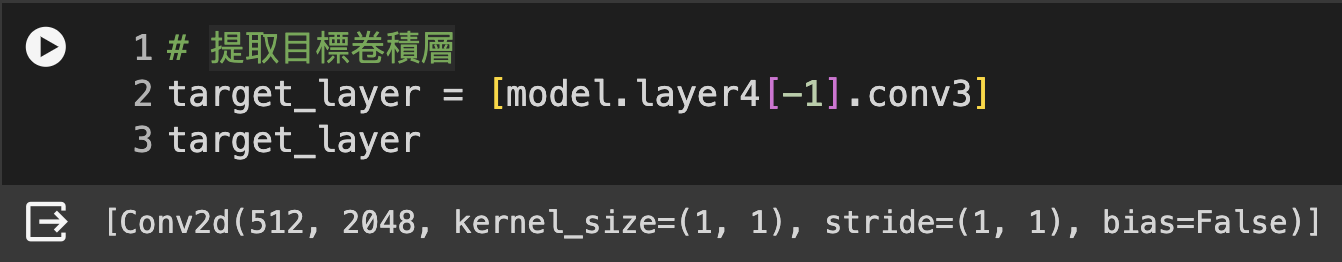 1 # 提取目標卷積層
2 target_layer = [model.layer4[-1].conv3]
3 target_layer
[Conv2d(512, 2048, kernel_size=(1, 1), stride=(1, 1), bias=False)]